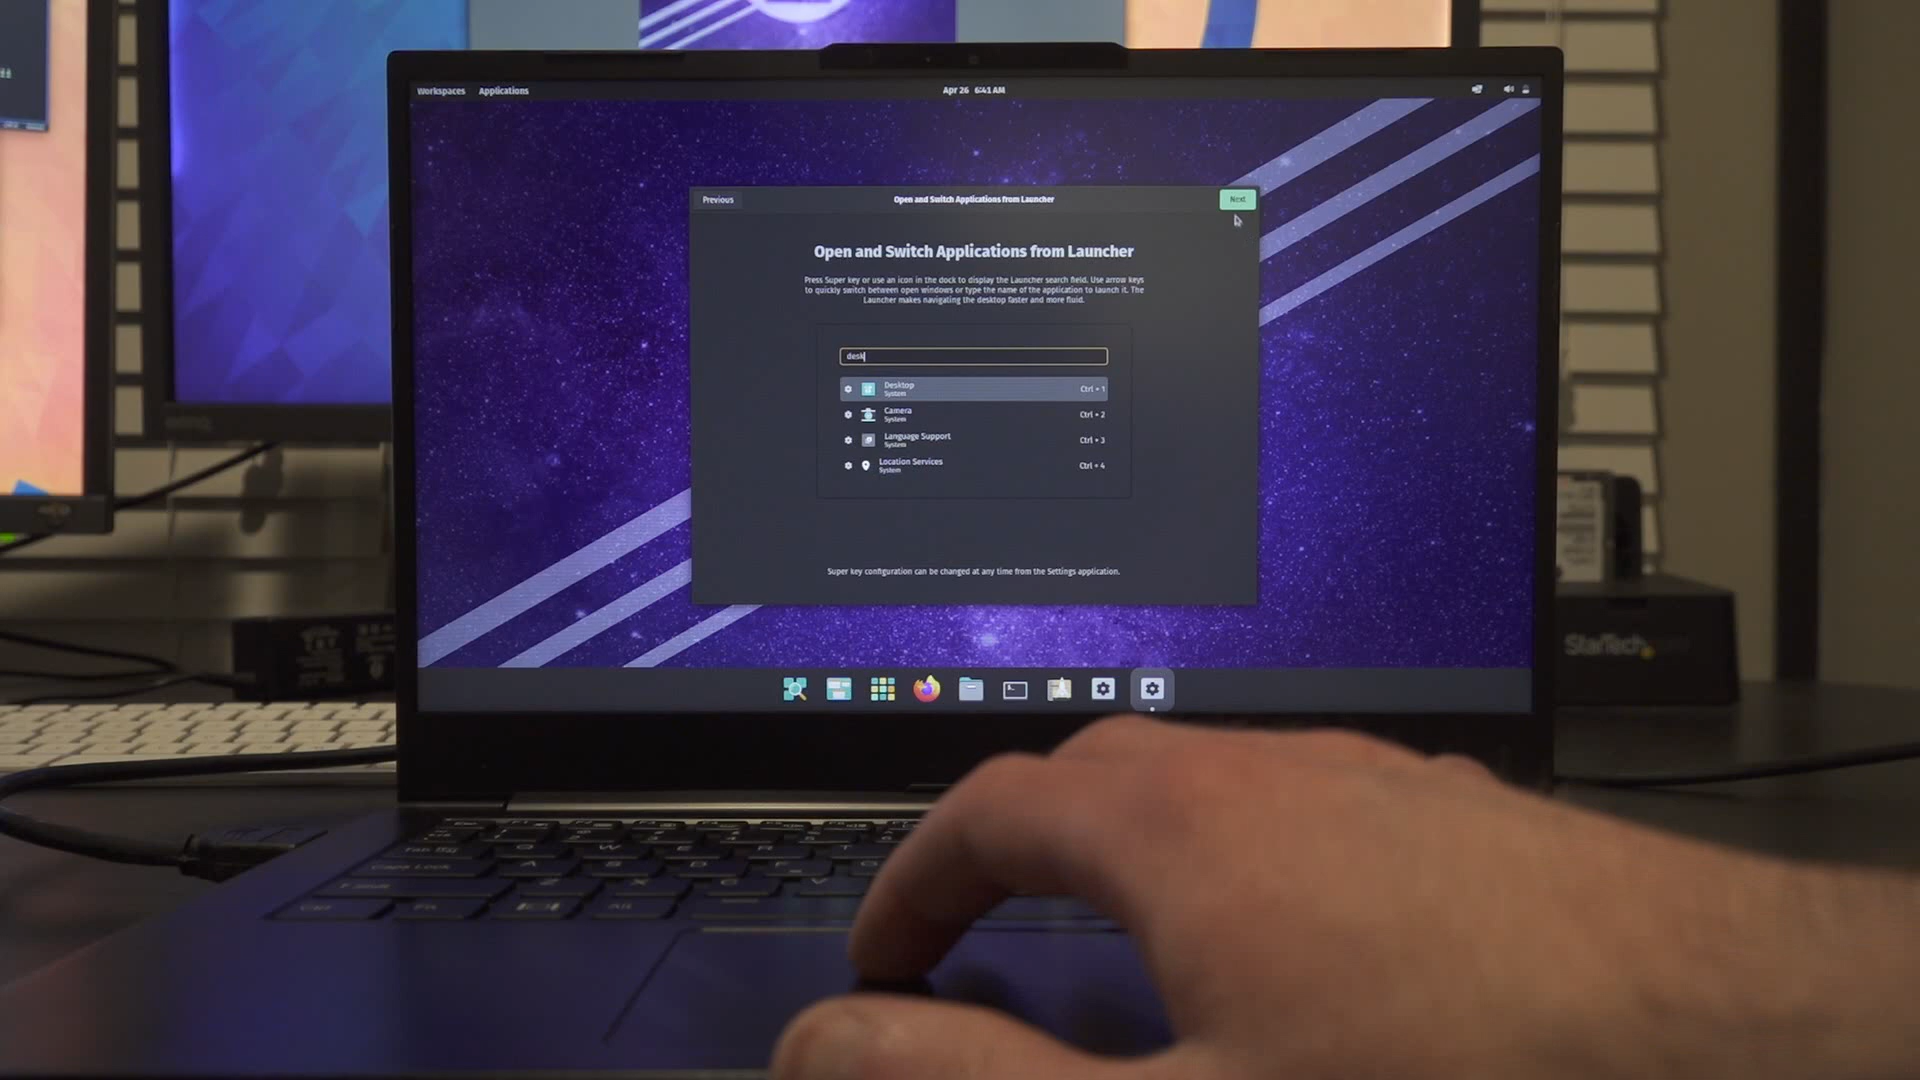 Workspaces Applications Apr 26 6:41 AM
Previous Open and Switch Applications from Launcher Next
Open and Switch Applications from Launcher
Press Super key or use an icon in the dock to display the Launcher search field. Use arrow keys
to quickly switch between open windows or type the name of the application to launch it. The
Launcher makes navigating the desktop faster and more fluid.
desk
Desktop
System
Ctrl + 1
Camera
System
Ctrl + 2
Language Support
System
Ctrl + 3
Location Services
System
Ctrl + 4
Super key configuration can be changed at any time from the Settings application.
StarTech
Q W E R T
Caps Lock A S D F G
Z X C V
Ctrl Fn Alt